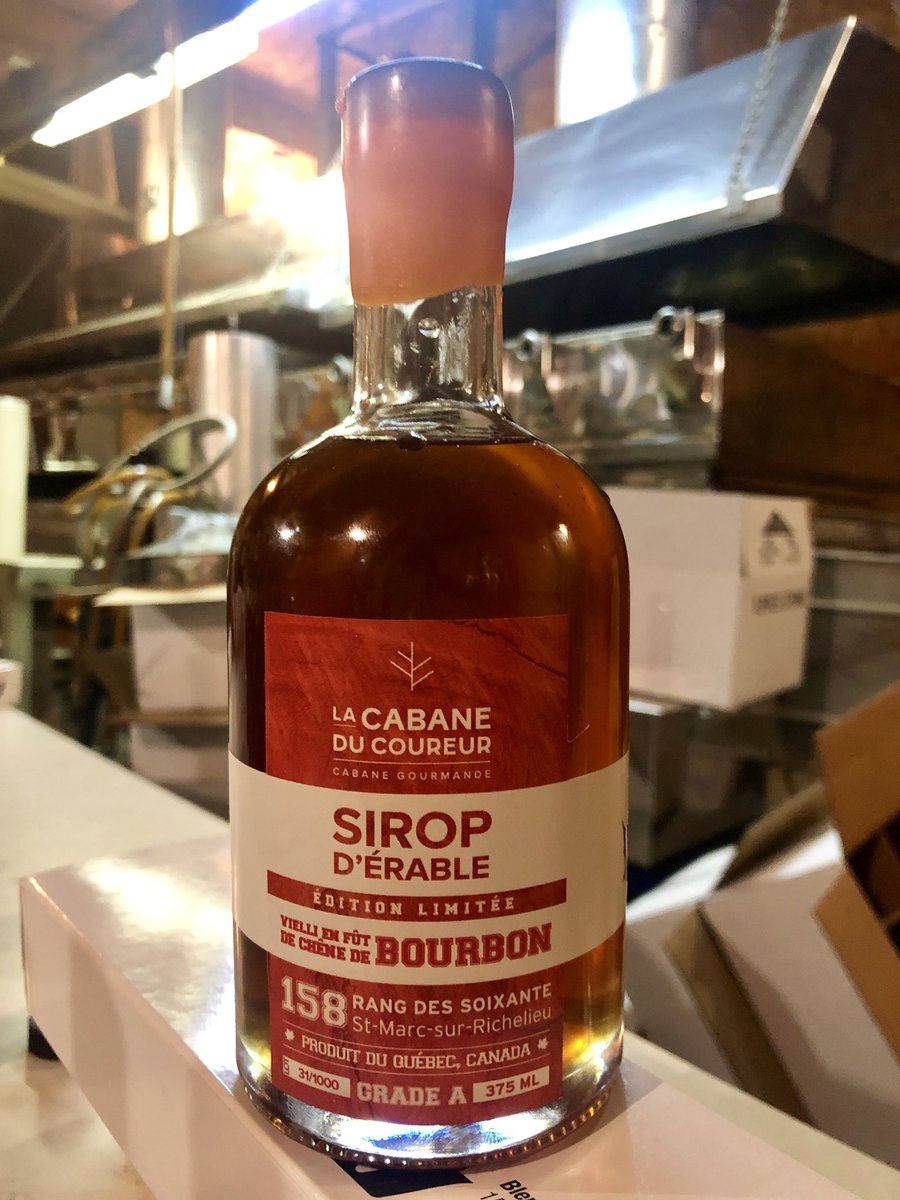 LA CABANE
DU COUREUR
CABANE GOURMANDE
SIROP
D'ÉRABLE
ÉDITION LIMITÉE
VIELLI EN FÛT
DE CHÊNE DE BOURBON
158 RANG DES SOIXANTE
St-Marc-sur-Richelieu
PRODUIT DU QUÉBEC, CANADA
31/1000 GRADE A 375 ML